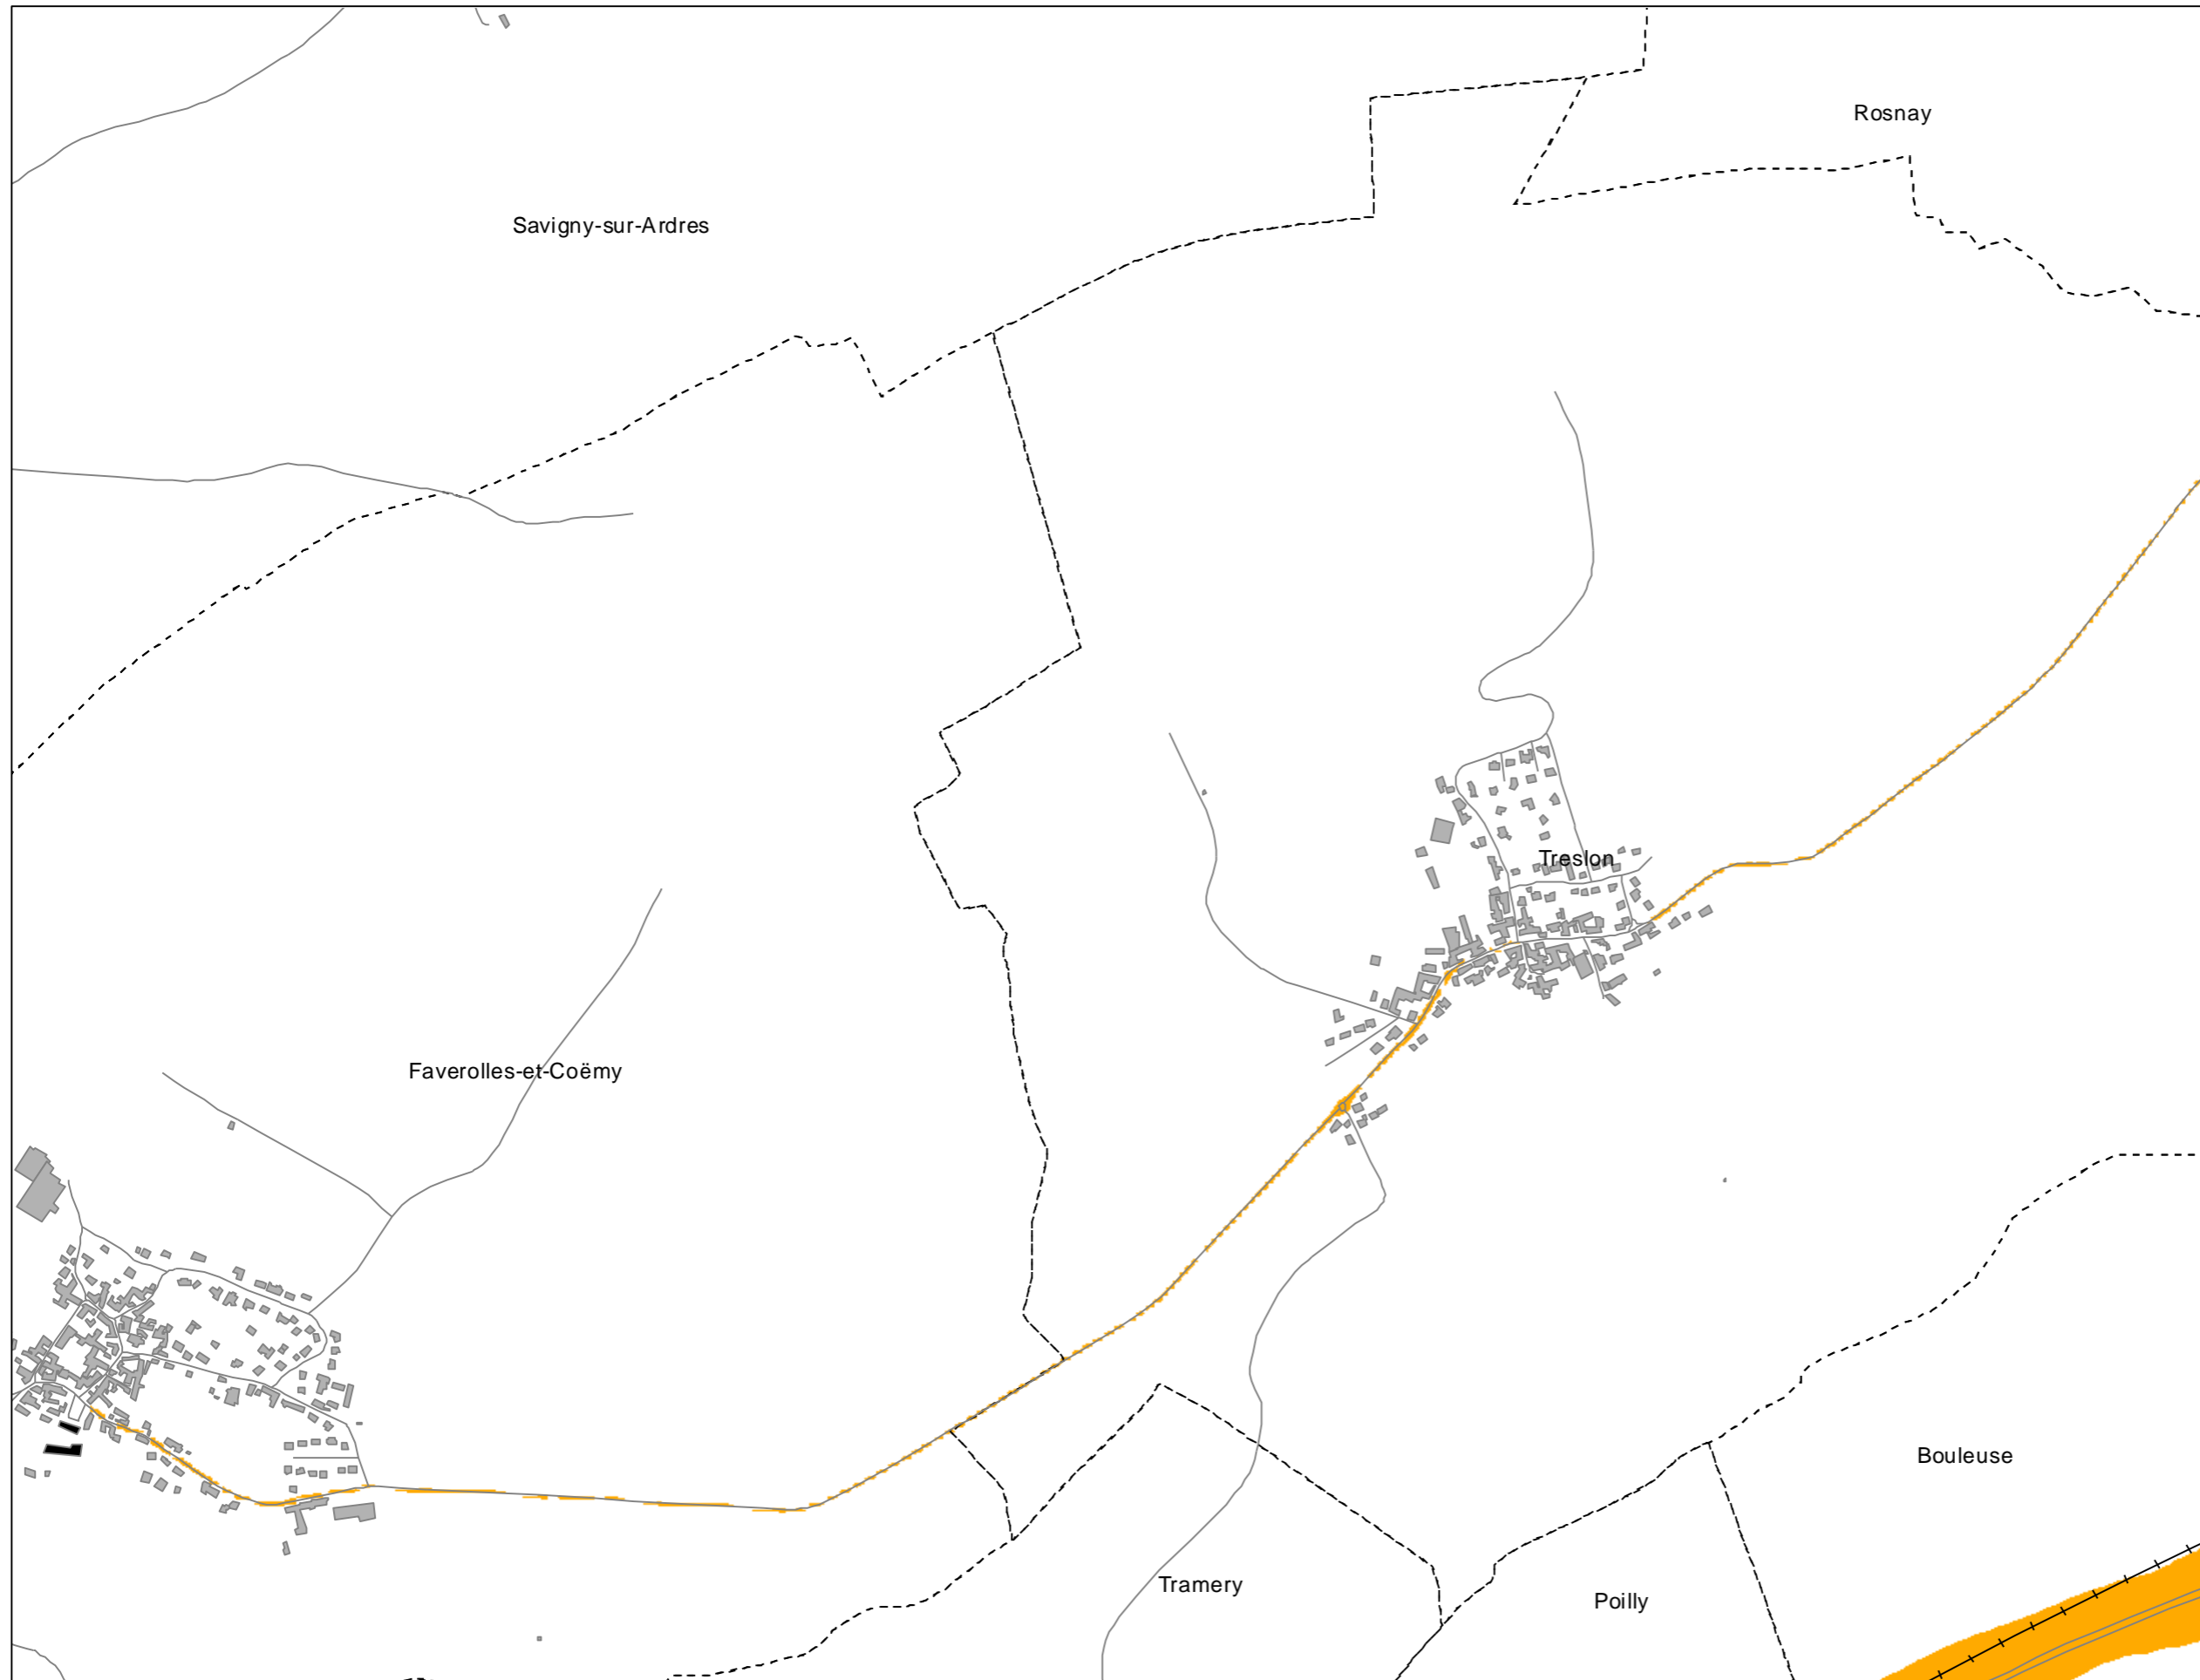 Rosnay
Savigny-sur-Ardres
Treslon
Faverolles-et-Coëmy
Bouleuse
Tramery
Poilly